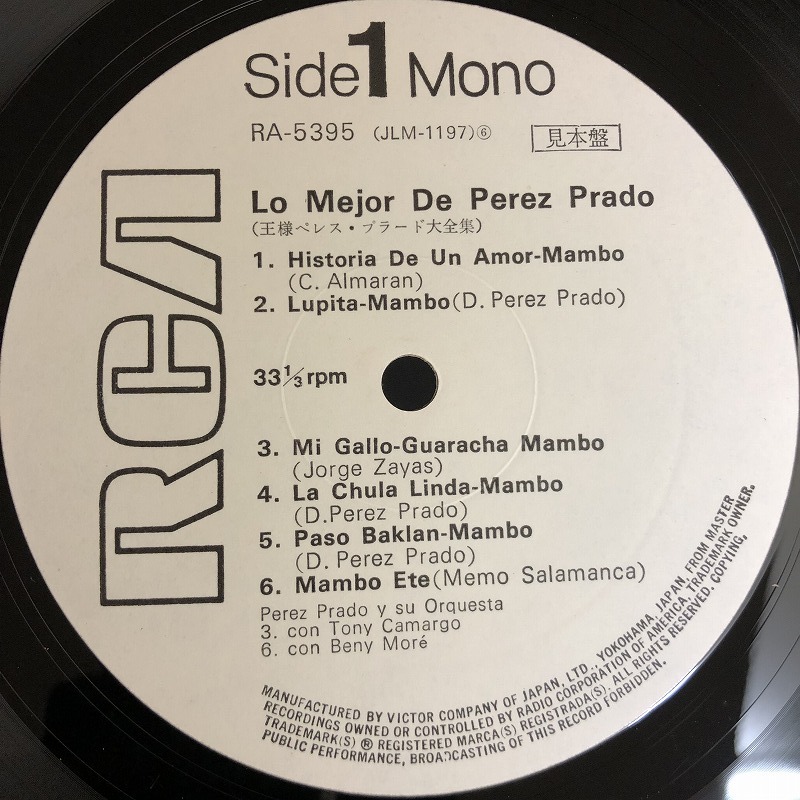 Side 1 Mono
RA-5395 (JLM-1197)⑥ 見本盤
RCA
Lo Mejor De Perez Prado
(王様ペレス・プラード大全集)
1. Historia De Un Amor-Mambo
(C. Almaran)
2. Lupita-Mambo(D. Perez Prado)
33 1/3 rpm
3. Mi Gallo-Guaracha Mambo
(Jorge Zayas)
4. La Chula Linda-Mambo
(D.Perez Prado)
5. Paso Baklan-Mambo
(D. Perez Prado)
6. Mambo Ete(Memo Salamanca)
Perez Prado y su Orquesta
3. con Tony Camargo
6. con Beny Moré
MANUFACTURED BY VICTOR COMPANY OF JAPAN, LTD., YOKOHAMA, JAPAN, FROM MASTER
RECORDINGS OWNED OR CONTROLLED BY RADIO CORPORATION OF AMERICA, TRADEMARK OWNER.
TRADEMARK(S) ® REGISTERED MARCA(S) REGISTRADA(S). ALL RIGHTS RESERVED. COPYING,
PUBLIC PERFORMANCE, BROADCASTING OF THIS RECORD FORBIDDEN.